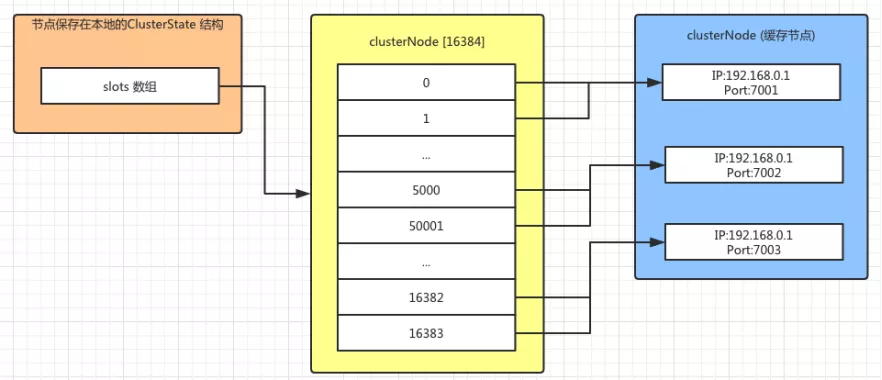 节点保存在本地的ClusterState 结构
slots 数组
clusterNode [16384]
0
1
...
5000
50001
...
16382
16383
clusterNode (缓存节点)
IP:192.168.0.1
Port:7001
IP:192.168.0.1
Port:7002
IP:192.168.0.1
Port:7003